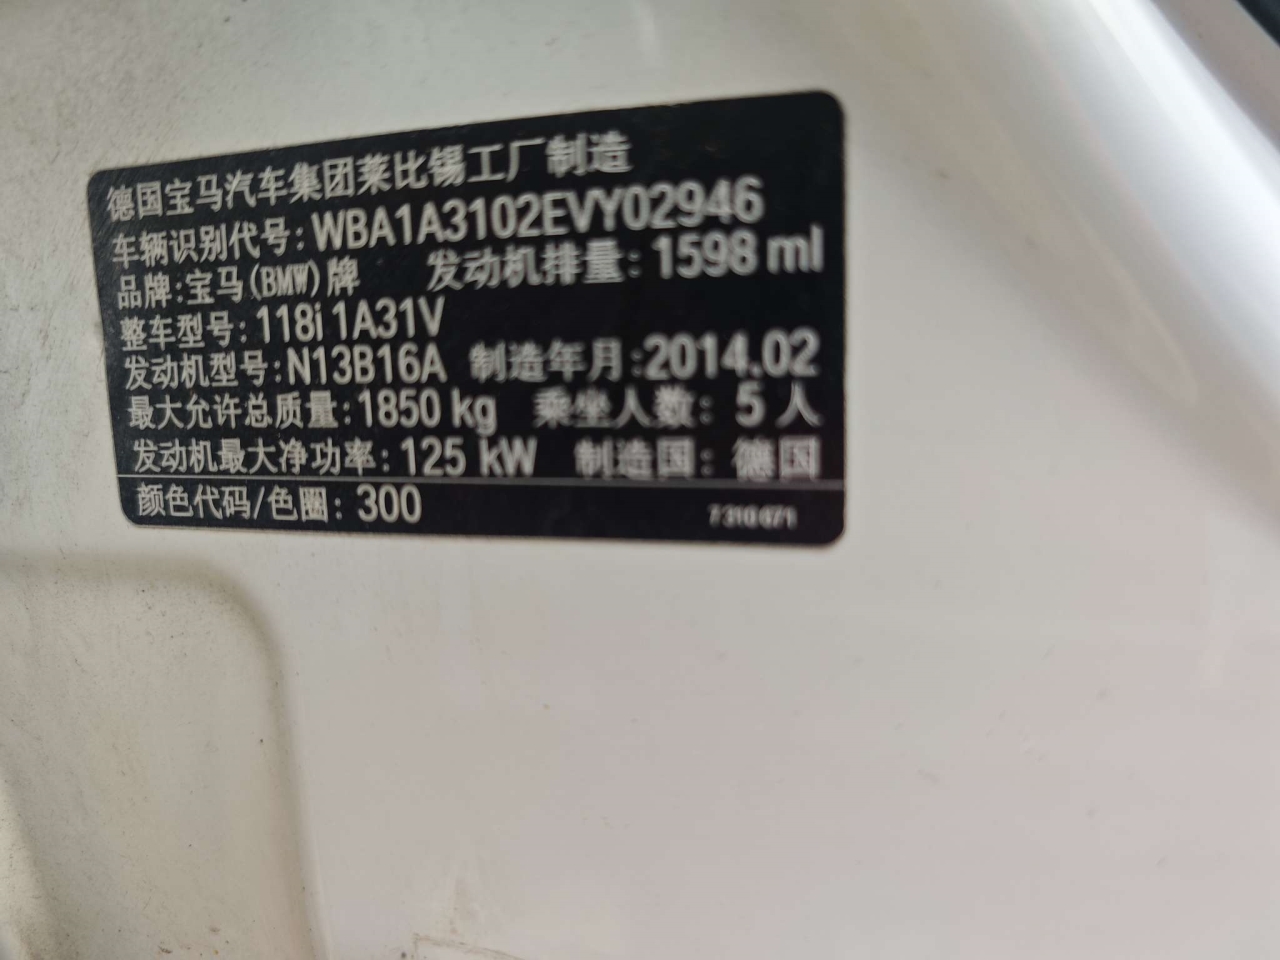 德国宝马汽车集团莱比锡工厂制造
车辆识别代号: WBA1A3102EVY02946
品牌:宝马(BMW)牌 发动机排量: 1598 ml
整车型号: 118i 1A31V
发动机型号: N13B16A 制造年月:2014.02
最大允许总质量: 1850 kg 乘坐人数: 5 人
发动机最大净功率: 125 kW 制造国: 德国
颜色代码/色圈: 300